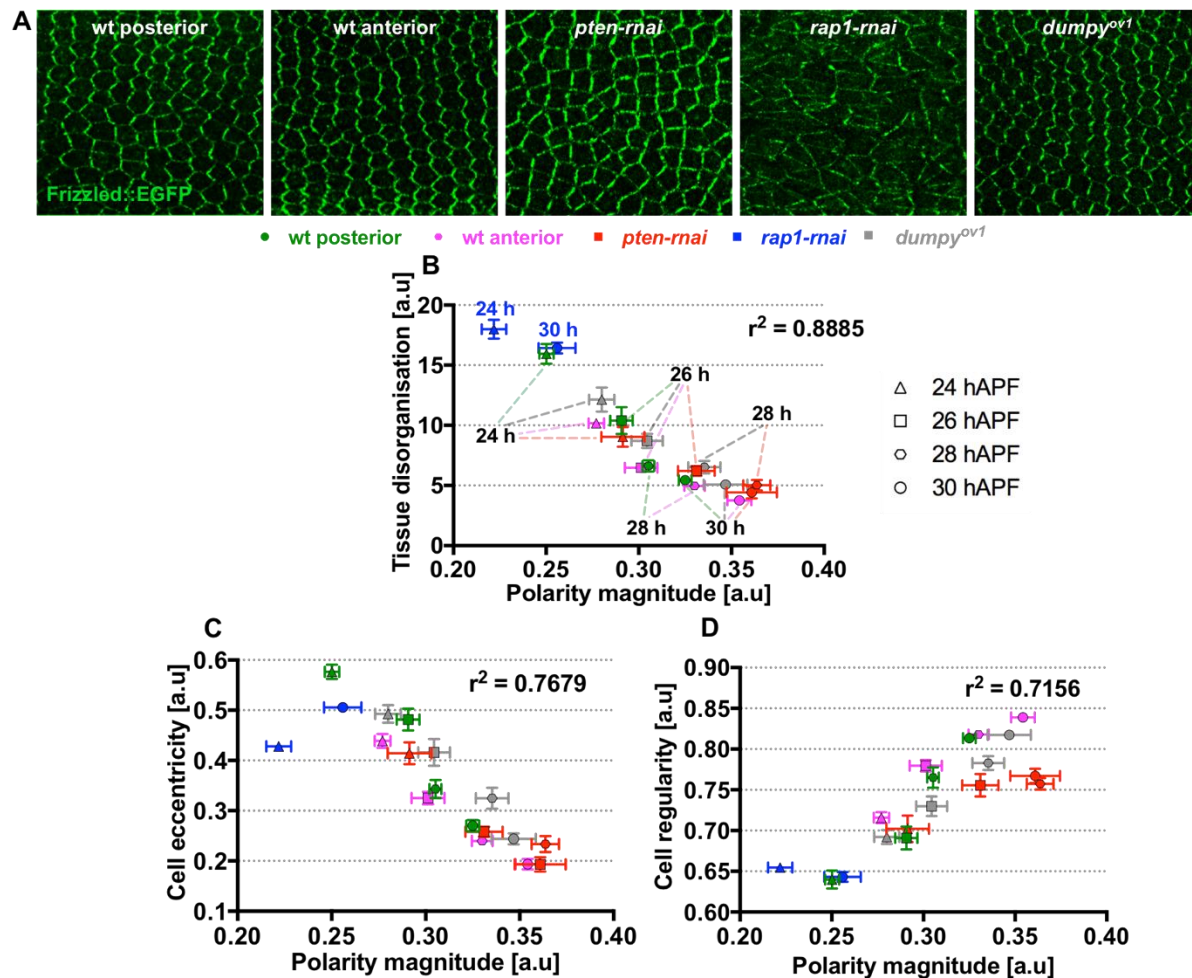 A
wt posterior
wt anterior
pten-rnai
rap1-rnai
dumpy^ov1
Frizzled::EGFP
wt posterior
wt anterior
pten-rnai
rap1-rnai
dumpy^ov1
B
Tissue disorganisation [a.u]
20
15
10
5
0
24 h
30 h
r² = 0.8885
26 h
28 h
24 h
28 h
30 h
0.20
0.25
0.30
0.35
0.40
Polarity magnitude [a.u]
24 hAPF
26 hAPF
28 hAPF
30 hAPF
C
Cell eccentricity [a.u]
0.6
0.5
0.4
0.3
0.2
0.1
r² = 0.7679
0.20
0.25
0.30
0.35
0.40
Polarity magnitude [a.u]
D
Cell regularity [a.u]
0.90
0.85
0.80
0.75
0.70
0.65
0.60
r² = 0.7156
0.20
0.25
0.30
0.35
0.40
Polarity magnitude [a.u]